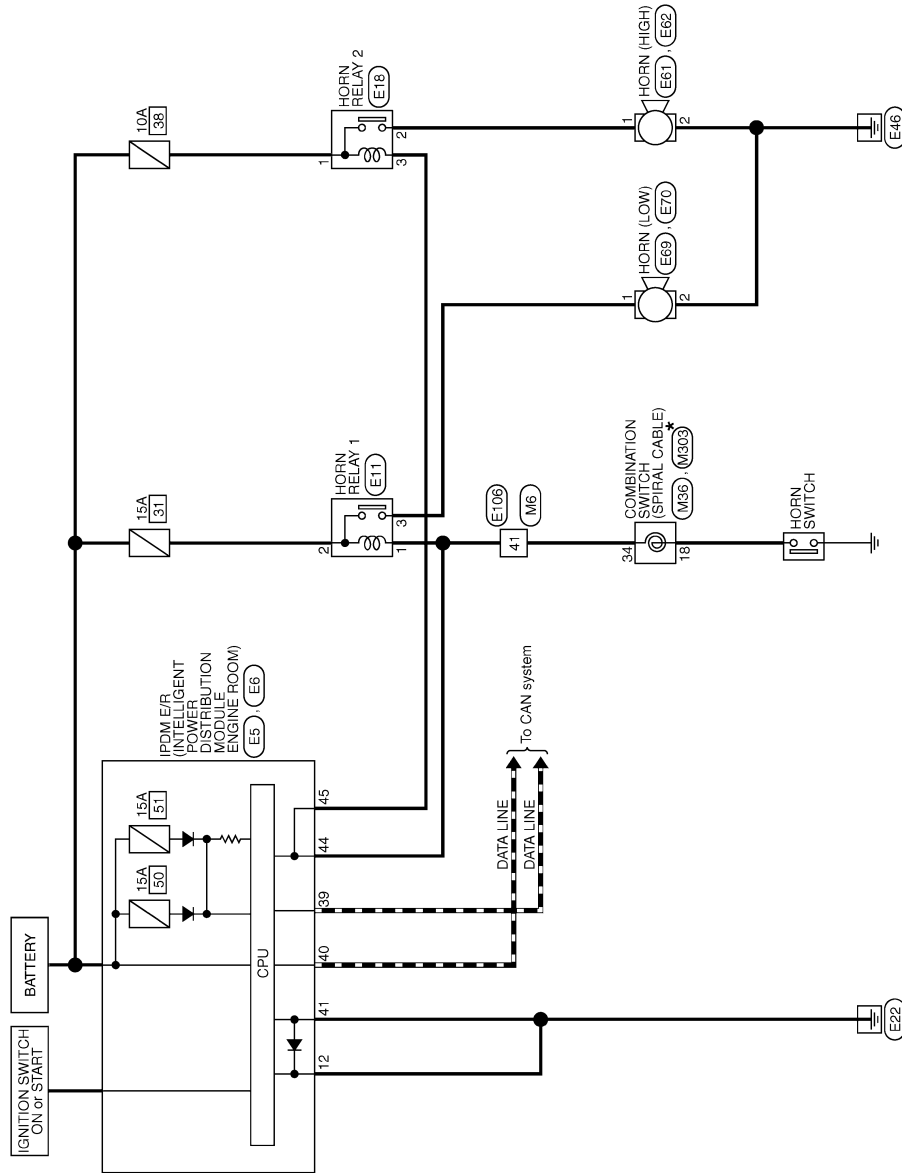 IGNITION SWITCH
ON or START
BATTERY
IPDM E/R
(INTELLIGENT
POWER
DISTRIBUTION
MODULE
ENGINE ROOM)
E5 , E6
15A
50
15A
51
CPU
12
41
40
39
44
45
DATA LINE
DATA LINE
To CAN system
E22
15A
31
HORN
RELAY 1
E11
2
1
3
E106
41
M6
COMBINATION
SWITCH
(SPIRAL CABLE)
M36 , M303 *
34
18
HORN
SWITCH
10A
38
HORN
RELAY 2
E18
1
3
2
HORN (LOW)
E69 , E70
1
2
HORN (HIGH)
E61 , E62
1
2
E46